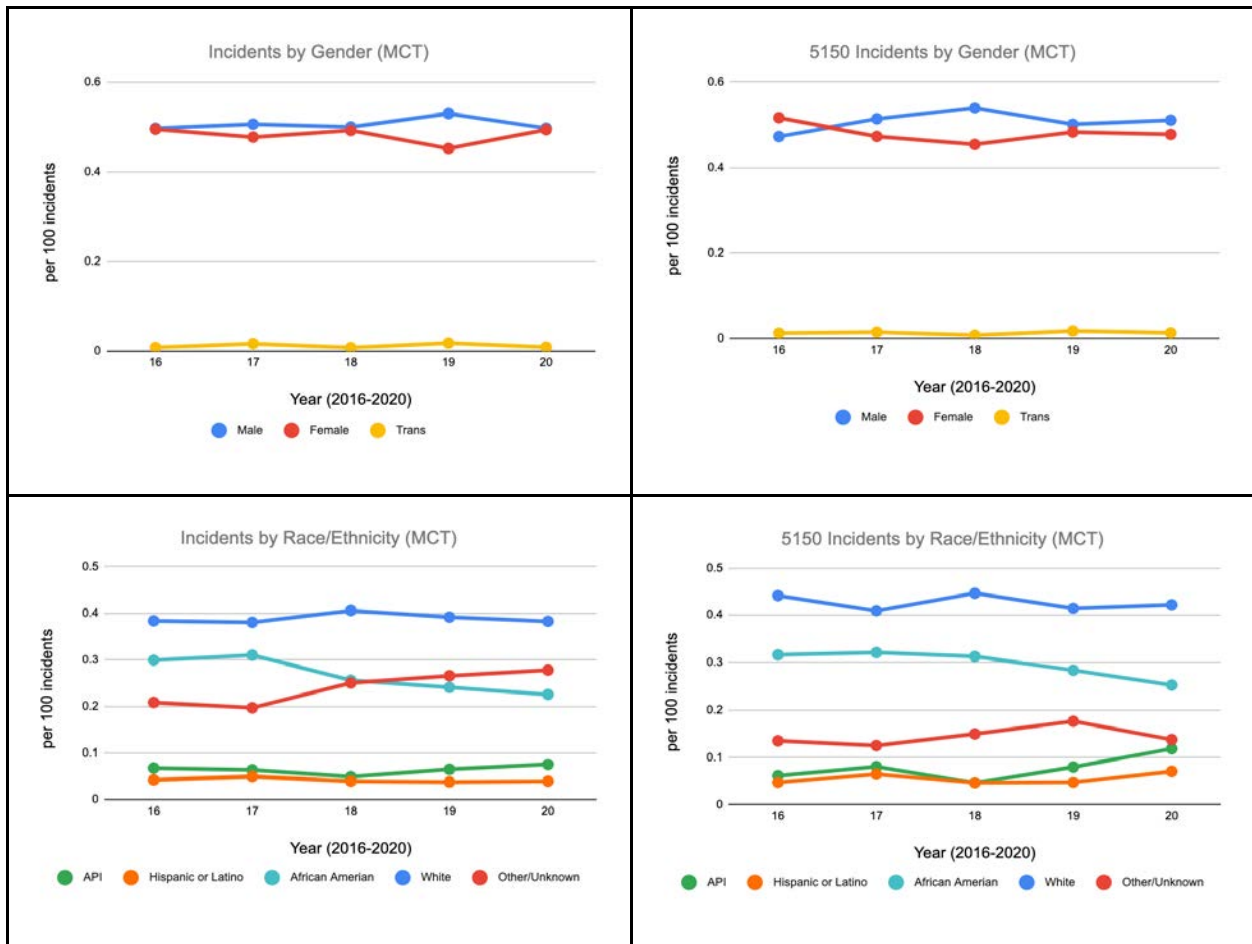 Incidents by Gender (MCT)
per 100 incidents
0.6
0.4
0.2
0
16 17 18 19 20
Year (2016-2020)
Male Female Trans
5150 Incidents by Gender (MCT)
per 100 incidents
0.6
0.4
0.2
0
16 17 18 19 20
Year (2016-2020)
Male Female Trans
Incidents by Race/Ethnicity (MCT)
per 100 incidents
0.5
0.4
0.3
0.2
0.1
0
16 17 18 19 20
Year (2016-2020)
API Hispanic or Latino African Amerian White Other/Unknown
5150 Incidents by Race/Ethnicity (MCT)
per 100 incidents
0.5
0.4
0.3
0.2
0.1
0
16 17 18 19 20
Year (2016-2020)
API Hispanic or Latino African Amerian White Other/Unknown